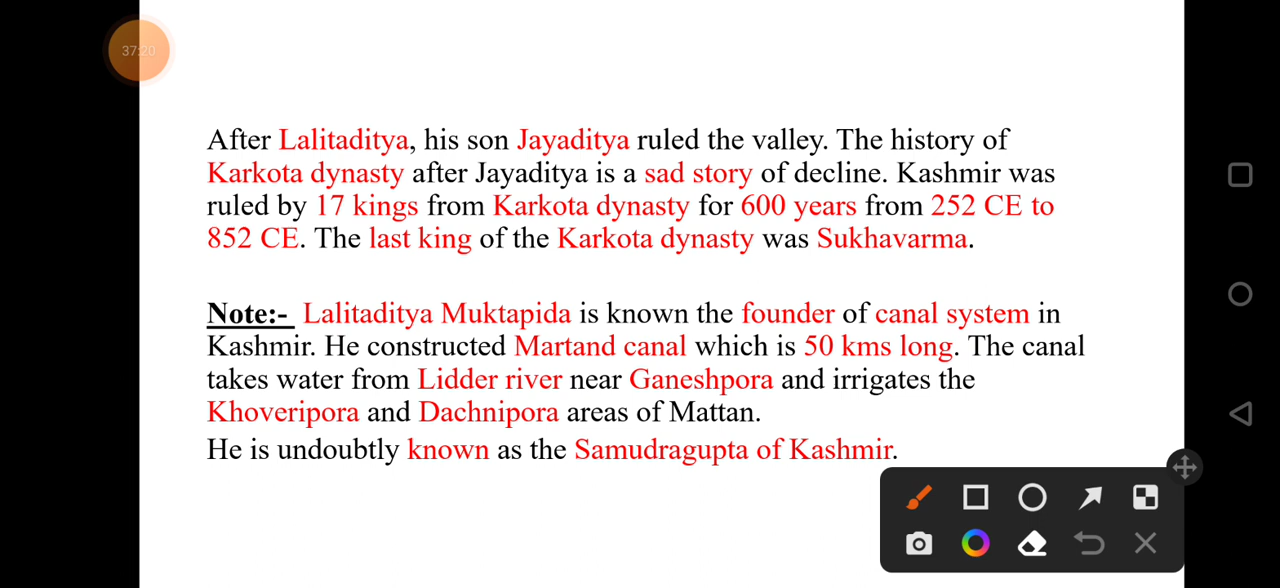 37:20
After Lalitaditya, his son Jayaditya ruled the valley. The history of
Karkota dynasty after Jayaditya is a sad story of decline. Kashmir was
ruled by 17 kings from Karkota dynasty for 600 years from 252 CE to
852 CE. The last king of the Karkota dynasty was Sukhavarma.
Note:- Lalitaditya Muktapida is known the founder of canal system in
Kashmir. He constructed Martand canal which is 50 kms long. The canal
takes water from Lidder river near Ganeshpora and irrigates the
Khoveripora and Dachnipora areas of Mattan.
He is undoubtly known as the Samudragupta of Kashmir.